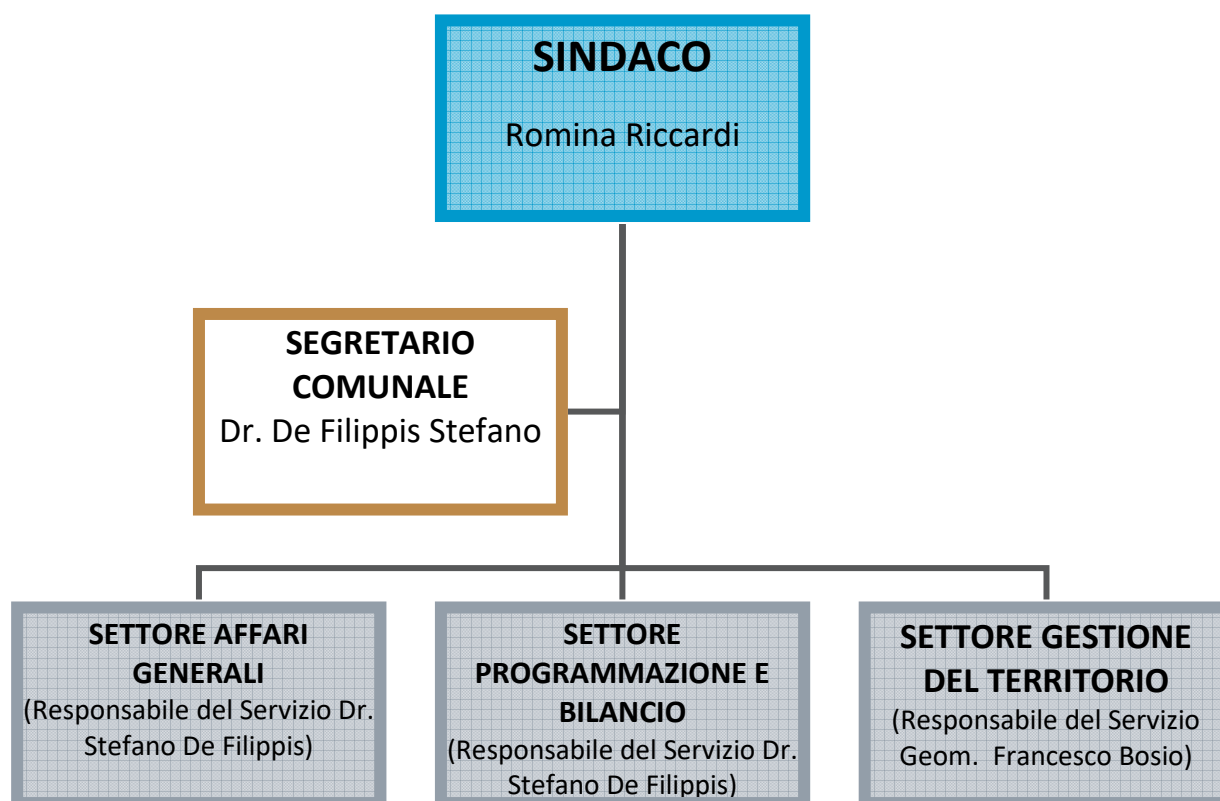 SINDACO
Romina Riccardi
SEGRETARIO
COMUNALE
Dr. De Filippis Stefano
SETTORE AFFARI
GENERALI
(Responsabile del Servizio Dr.
Stefano De Filippis)
SETTORE
PROGRAMMAZIONE E
BILANCIO
(Responsabile del Servizio Dr.
Stefano De Filippis)
SETTORE GESTIONE
DEL TERRITORIO
(Responsabile del Servizio
Geom. Francesco Bosio)